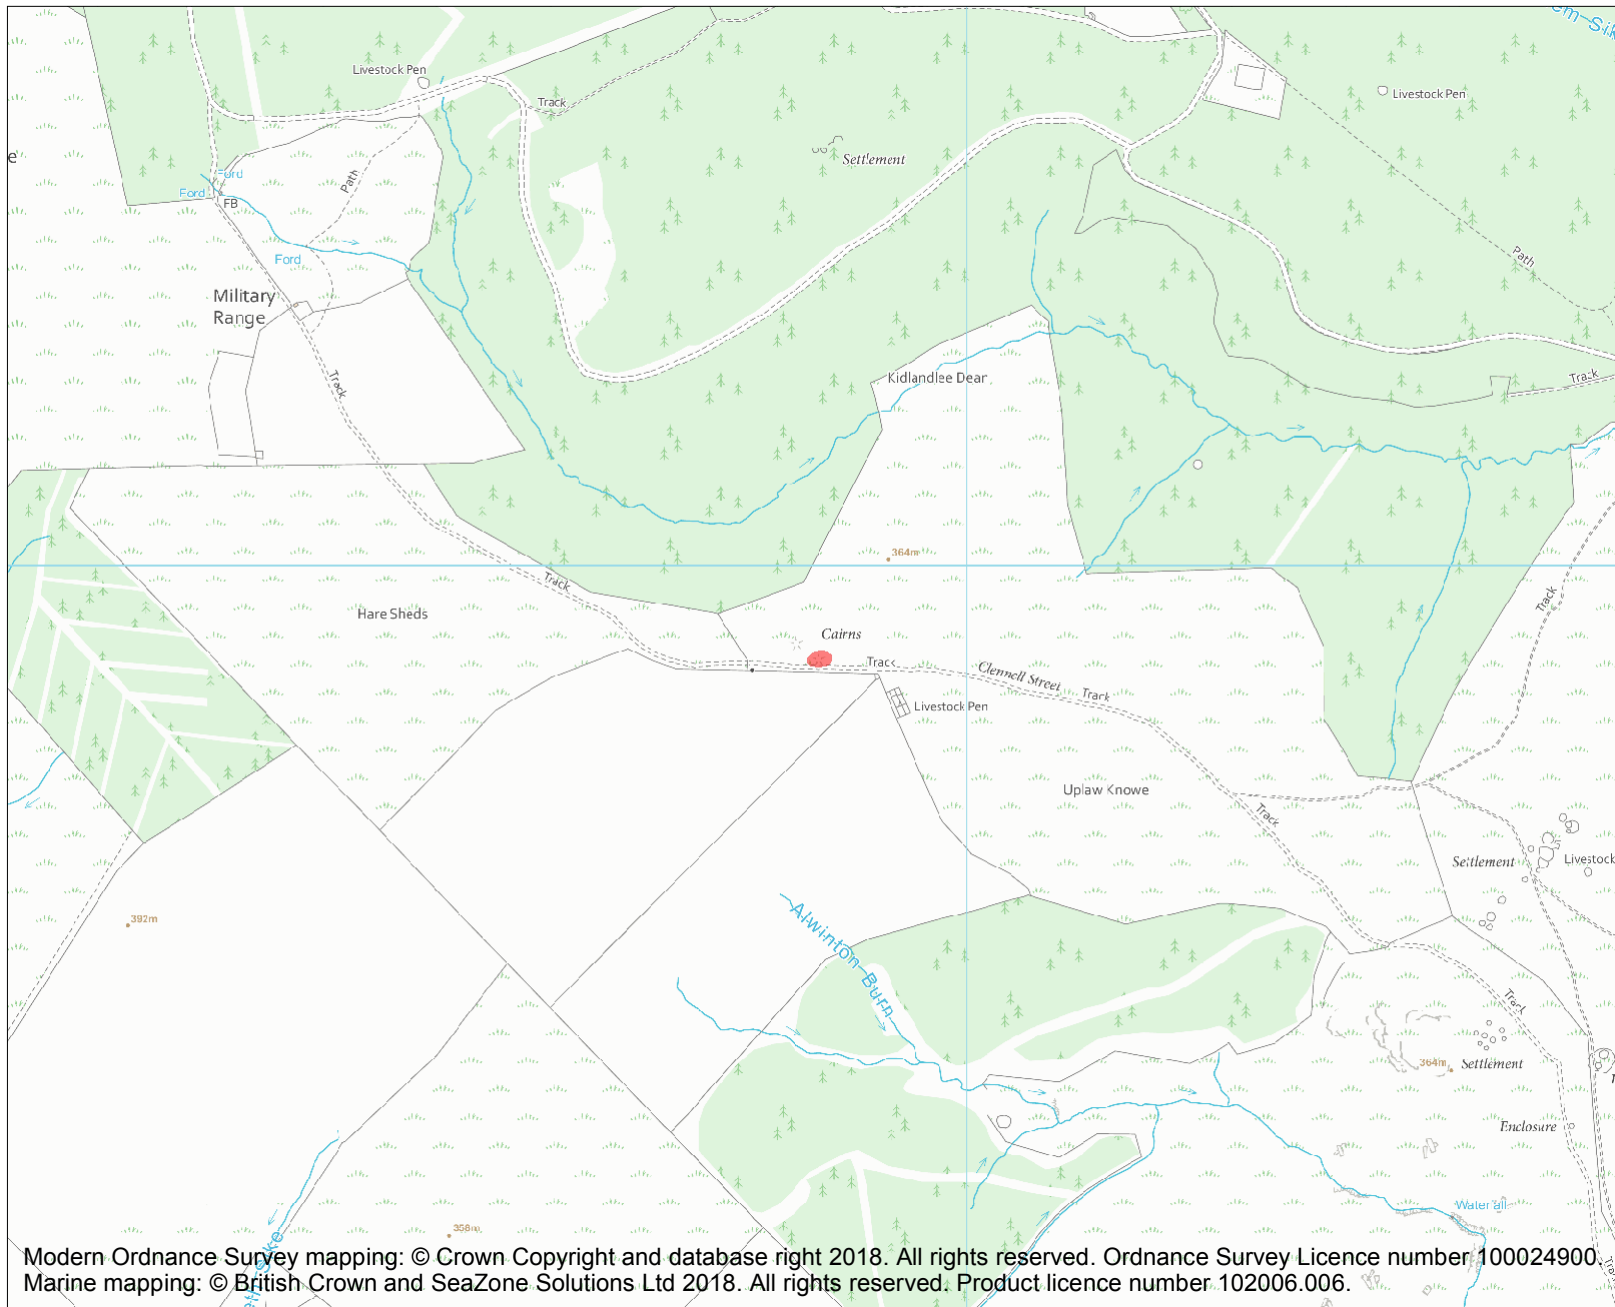 Livestock Pen
Track
Livestock Pen
Settlement
Path
Ford
Ford
FB
Path
Ford
Military
Range
Track
Kidlandlee Dean
Track
364m
Track
Track
Hare Sheds
Cairns
Track
Clennell Street
Track
Livestock Pen
Uplaw Knowe
Track
Settlement
Livestock
392m
Alwinton Burn
Track
364m
Settlement
Enclosure
Waterfall
358m
Modern Ordnance Survey mapping: © Crown Copyright and database right 2018. All rights reserved. Ordnance Survey Licence number 100024900.
Marine mapping: © British Crown and SeaZone Solutions Ltd 2018. All rights reserved. Product licence number 102006.006.